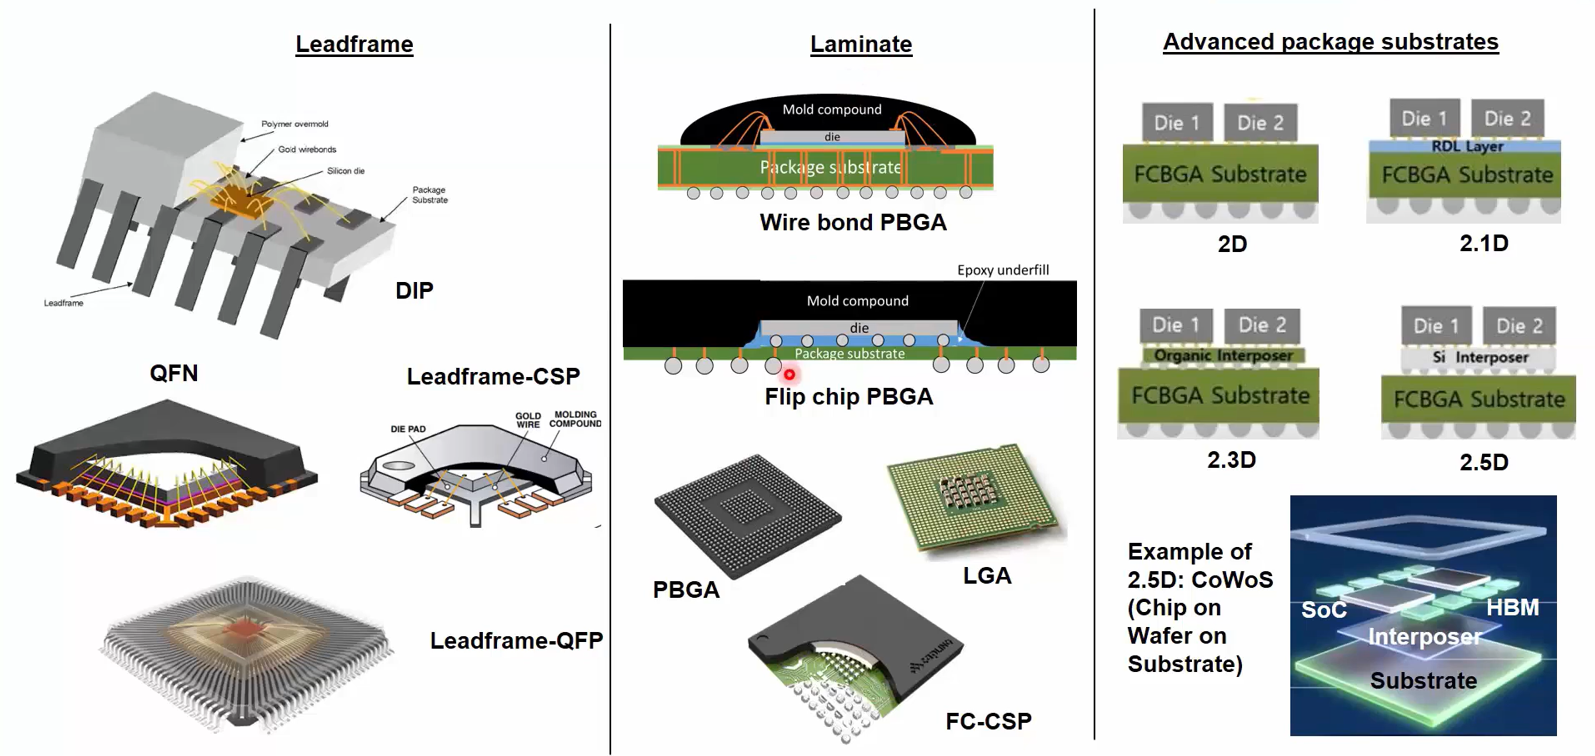 Leadframe
Polymer overmold
Gold wirebonds
Silicon die
Package
Substrate
Leadframe
DIP
QFN
Leadframe-CSP
DIE PAD
GOLD
WIRE
MOLDING
COMPOUND
Leadframe-QFP
Laminate
Mold compound
die
Package substrate
Wire bond PBGA
Epoxy underfill
Mold compound
die
Package substrate
Flip chip PBGA
PBGA
LGA
FC-CSP
Advanced package substrates
Die 1
Die 2
FCBGA Substrate
2D
Die 1
Die 2
RDL Layer
FCBGA Substrate
2.1D
Die 1
Die 2
Organic Interposer
FCBGA Substrate
2.3D
Die 1
Die 2
Si Interposer
FCBGA Substrate
2.5D
Example of
2.5D: CoWoS
(Chip on
Wafer on
Substrate)
SoC
HBM
Interposer
Substrate